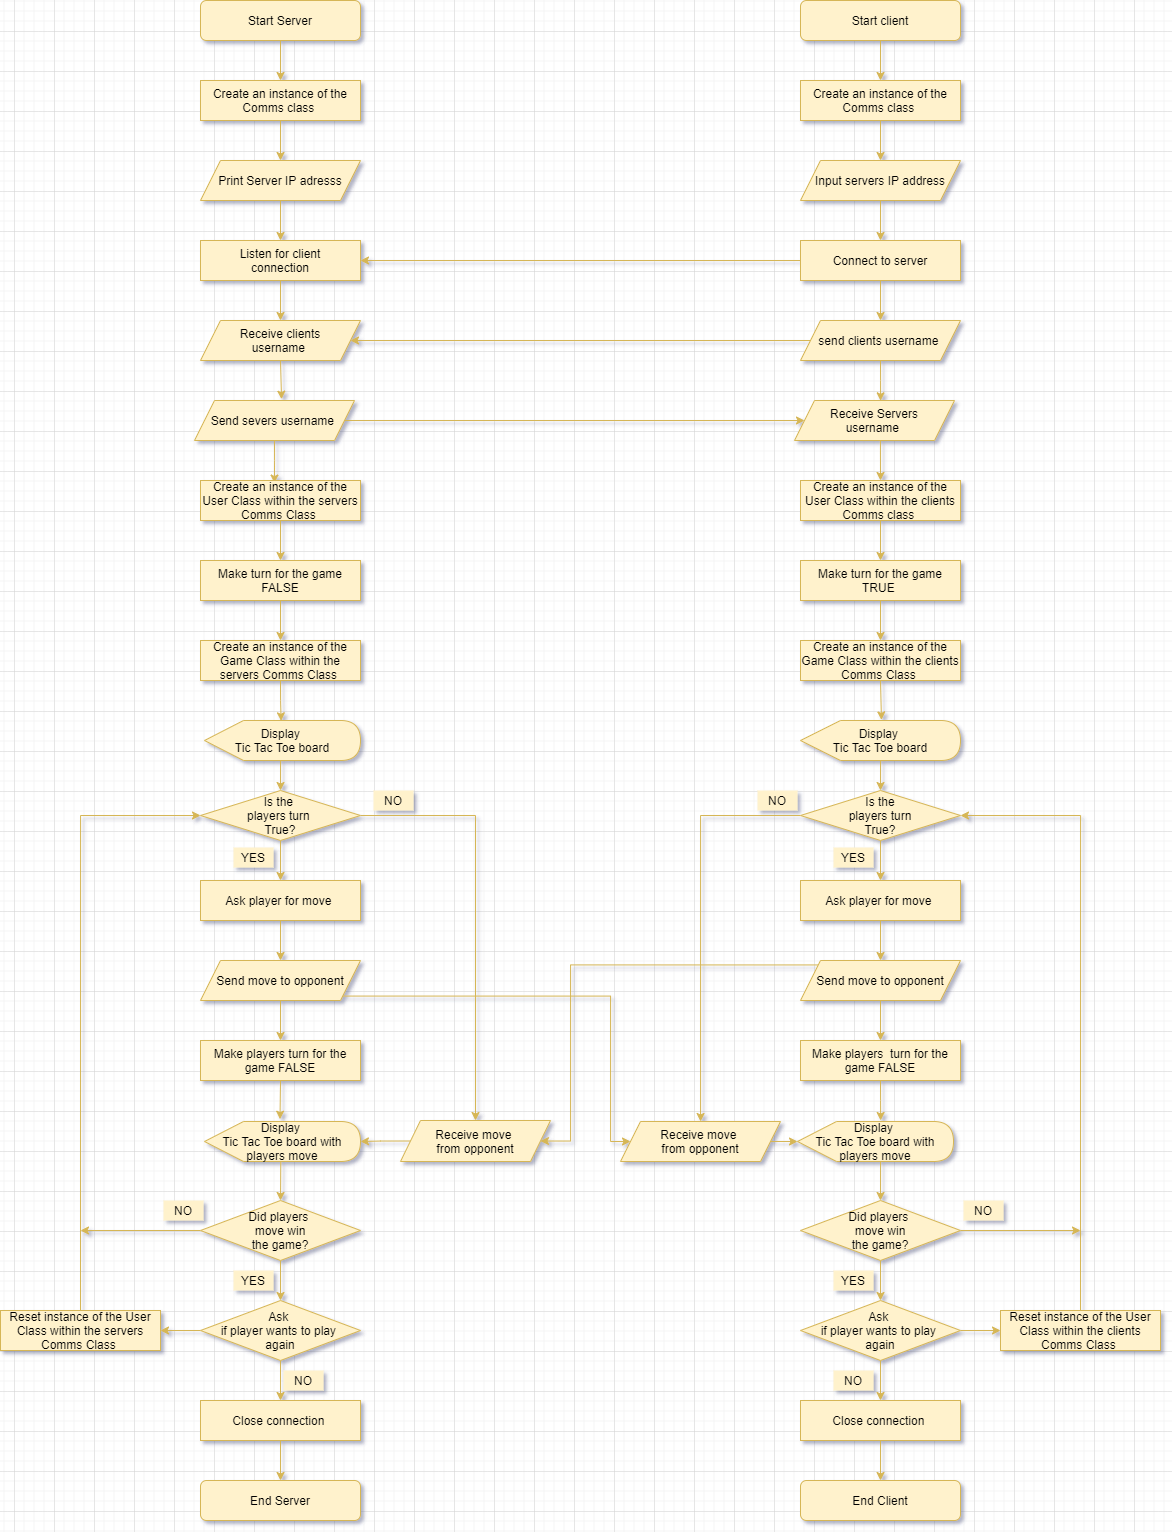 Start Server
Start client
Create an instance of the
Comms class
Create an instance of the
Comms class
Print Server IP adresss
Input servers IP address
Listen for client
connection
Connect to server
Receive clients
username
send clients username
Send severs username
Receive Servers
username
Create an instance of the
User Class within the servers
Comms Class
Create an instance of the
User Class within the clients
Comms class
Make turn for the game
FALSE
Make turn for the game
TRUE
Create an instance of the
Game Class within the
servers Comms Class
Create an instance of the
Game Class within the clients
Comms Class
Display
Tic Tac Toe board
Display
Tic Tac Toe board
Is the
players turn
True?
NO
NO
Is the
players turn
True?
YES
YES
Ask player for move
Ask player for move
Send move to opponent
Send move to opponent
Make players turn for the
game FALSE
Make players  turn for the
game FALSE
Display
Tic Tac Toe board with
players move
Receive move
from opponent
Receive move
from opponent
Display
Tic Tac Toe board with
players move
NO
Did players
move win
the game?
Did players
move win
the game?
NO
YES
YES
Reset instance of the User
Class within the servers
Comms Class
Ask
if player wants to play
again
Ask
if player wants to play
again
Reset instance of the User
Class within the clients
Comms Class
NO
NO
Close connection
Close connection
End Server
End Client